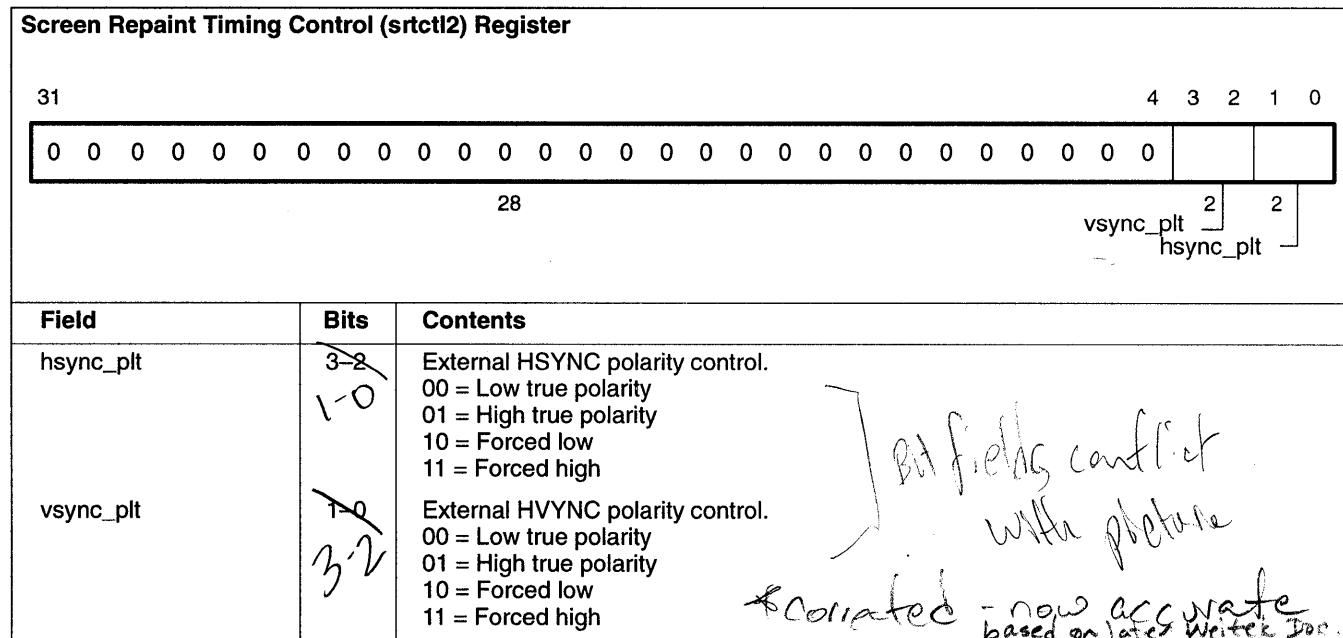 Screen Repaint Timing Control (srtctl2) Register
31 4 3 2 1 0
0 0 0 0 0 0 0 0 0 0 0 0 0 0 0 0 0 0 0 0 0 0 0 0 0 0 0 0
28 2 2
vsync_plt
hsync_plt
Field Bits Contents
hsync_plt 3–2 External HSYNC polarity control.
1-0 00 = Low true polarity
01 = High true polarity
10 = Forced low
11 = Forced high
Bit fields conflict
with picture
vsync_plt 1–0 External HVYNC polarity control.
3-2 00 = Low true polarity
01 = High true polarity
10 = Forced low
11 = Forced high
*Corrected - now accurate
based on later Writer's Doc.